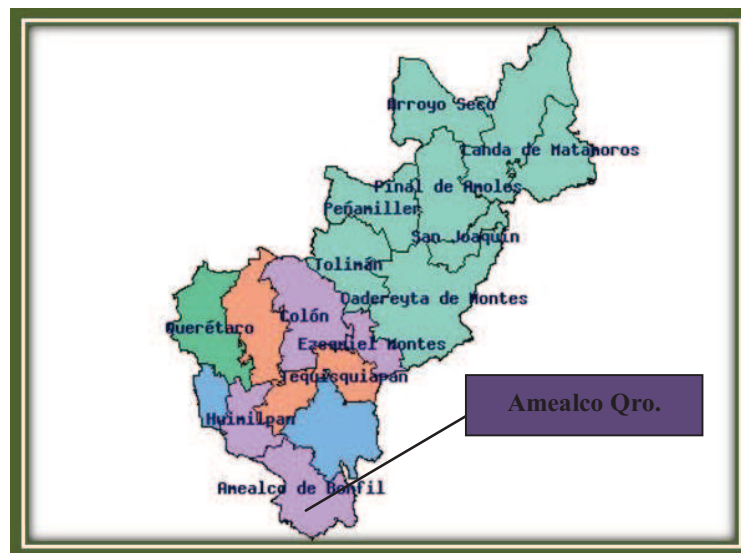 Arroyo Seco
Landa de Matamoros
Pinal de Amoles
Peñamiller
San Joaquín
Tolimán
Cadereyta de Montes
Colón
Querétaro
Ezequiel Montes
Tequisquiapan
Amealco Qro.
Huimilpan
Amealco de Bonfil